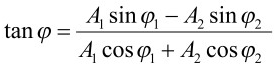 tan φ = (A₁ sin φ₁ − A₂ sin φ₂) / (A₁ cos φ₁ + A₂ cos φ₂)